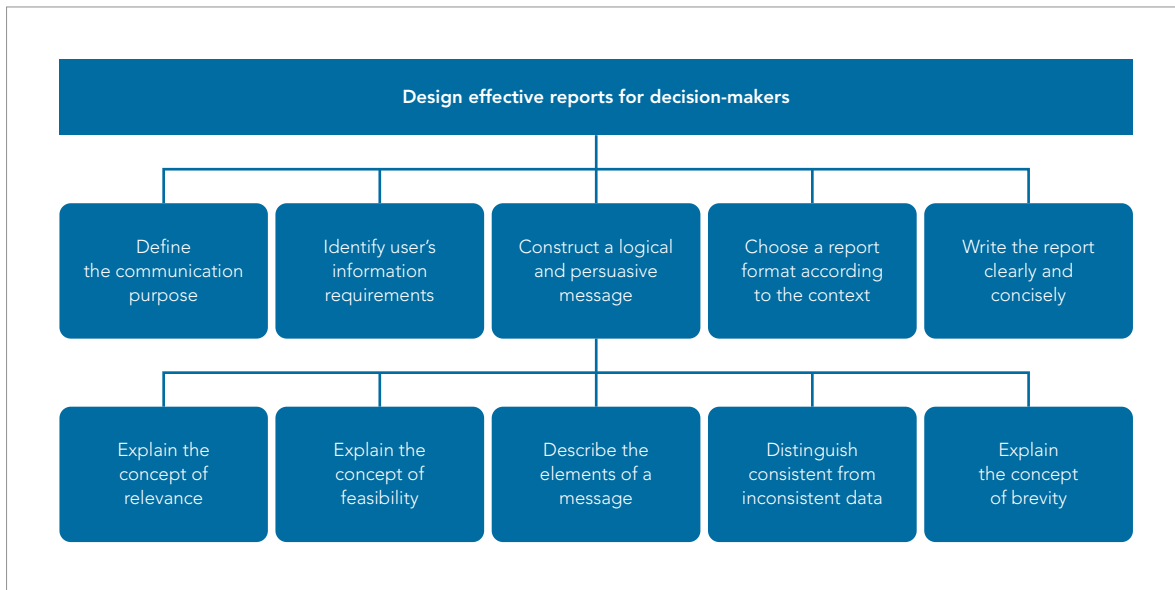 Design effective reports for decision-makers
Define
the communication
purpose
Identify user's
information
requirements
Construct a logical
and persuasive
message
Choose a report
format according
to the context
Write the report
clearly and
concisely
Explain the
concept of
relevance
Explain the
concept of
feasibility
Describe the
elements of a
message
Distinguish
consistent from
inconsistent data
Explain
the concept
of brevity